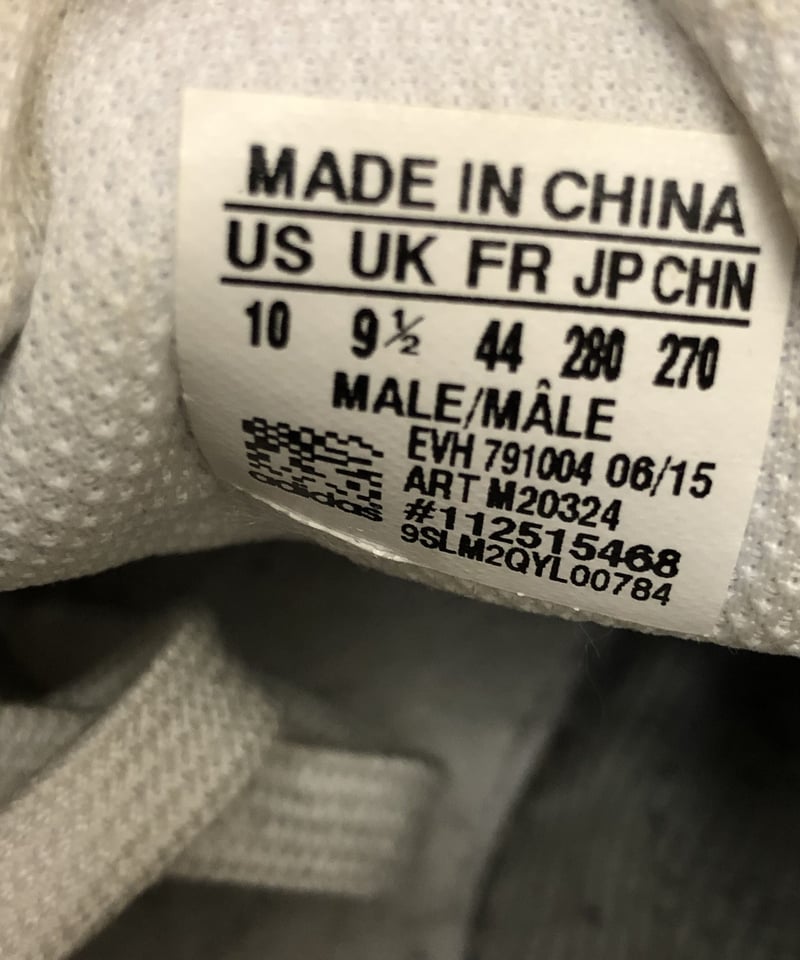 MADE IN CHINA
US UK FR JP CHN
10 9½ 44 280 270
MALE/MÂLE
EVH 791004 06/15
ART M20324
#112515468
9SLM2QYL00784
adidas